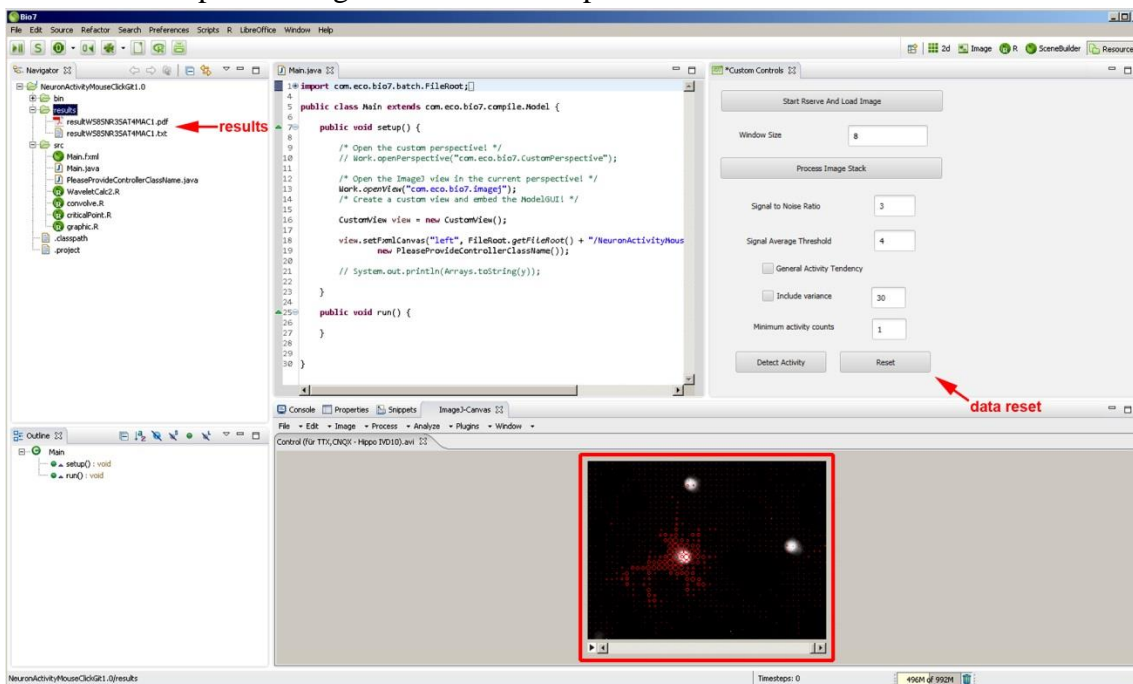 Bio7
File Edit Source Refactor Search Preferences Scripts R LibreOffice Window Help
2d Image R SceneBuilder Resource
Navigator
NeuronActivityMouseClickGit1.0
bin
results
resultWS8SNR3SAT4MAC1.pdf
resultWS8SNR3SAT4MAC1.txt
src
Main.fxml
Main.java
PleaseProvideControllerClassName.java
WaveletCalc2.R
convolve.R
criticalPoint.R
graphic.R
.classpath
.project
results
Main.java
1 import com.eco.bio7.batch.FileRoot;
4
5 public class Main extends com.eco.bio7.compile.Model {
6
7 public void setup() {
8
9 /* Open the custom perspective! */
10 // Work.openPerspective("com.eco.bio7.CustomPerspective");
11
12 /* Open the ImageJ view in the current perspective! */
13 Work.openView("com.eco.bio7.imagej");
14 /* Create a custom view and embed the ModelGUI! */
15
16 CustomView view = new CustomView();
17
18 view.setFxmlCanvas("left", FileRoot.getFileRoot() + "/NeuronActivityMous
19 new PleaseProvideControllerClassName());
20
21 // System.out.println(Arrays.toString(y));
22
23 }
24
25 public void run() {
26
27 }
28
29
30 }
*Custom Controls
Start Rserve And Load Image
Window Size 8
Process Image Stack
Signal to Noise Ratio 3
Signal Average Threshold 4
General Activity Tendency
Include variance 30
Minimum activity counts 1
Detect Activity Reset
data reset
Outline
Main
setup() : void
run() : void
Console Properties Snippets ImageJ-Canvas
File Edit Image Process Analyze Plugins Window
Control (für TTX,CNQX - Hippo IVD10).avi
NeuronActivityMouseClickGit1.0/results
Timesteps: 0
496M of 992M